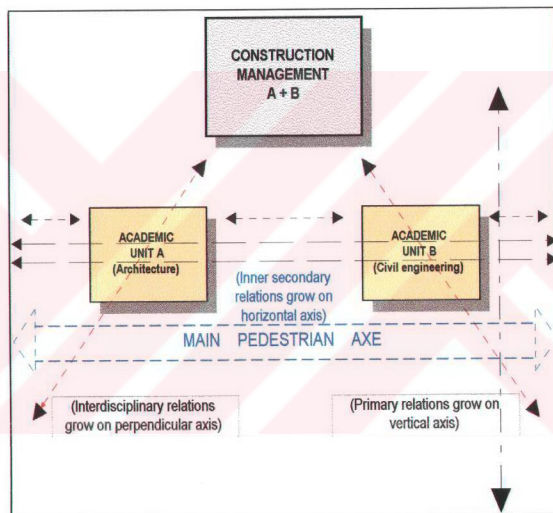 CONSTRUCTION
MANAGEMENT
A + B
ACADEMIC
UNIT A
(Architecture)
ACADEMIC
UNIT B
(Civil engineering)
(Inner secondary
relations grow on
horizontal axis)
MAIN PEDESTRIAN AXE
(Interdisciplinary relations
grow on perpendicular axis)
(Primary relations grow on
vertical axis)